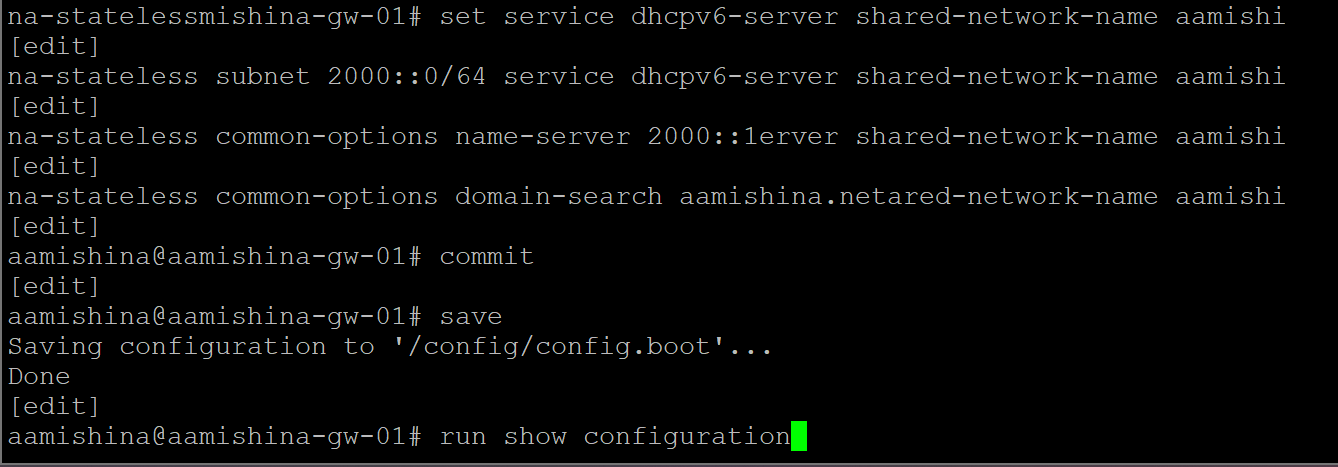 na-statelessmishina-gw-01# set service dhcpv6-server shared-network-name aamishi
[edit]
na-stateless subnet 2000::0/64 service dhcpv6-server shared-network-name aamishi
[edit]
na-stateless common-options name-server 2000::1erver shared-network-name aamishi
[edit]
na-stateless common-options domain-search aamishina.netared-network-name aamishi
[edit]
aamishina@aamishina-gw-01# commit
[edit]
aamishina@aamishina-gw-01# save
Saving configuration to '/config/config.boot'...
Done
[edit]
aamishina@aamishina-gw-01# run show configuration